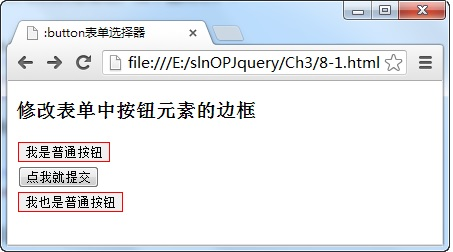 :button表单选择器
file:///E:/slnOPJquery/Ch3/8-1.html
修改表单中按钮元素的边框
我是普通按钮
点我就提交
我也是普通按钮